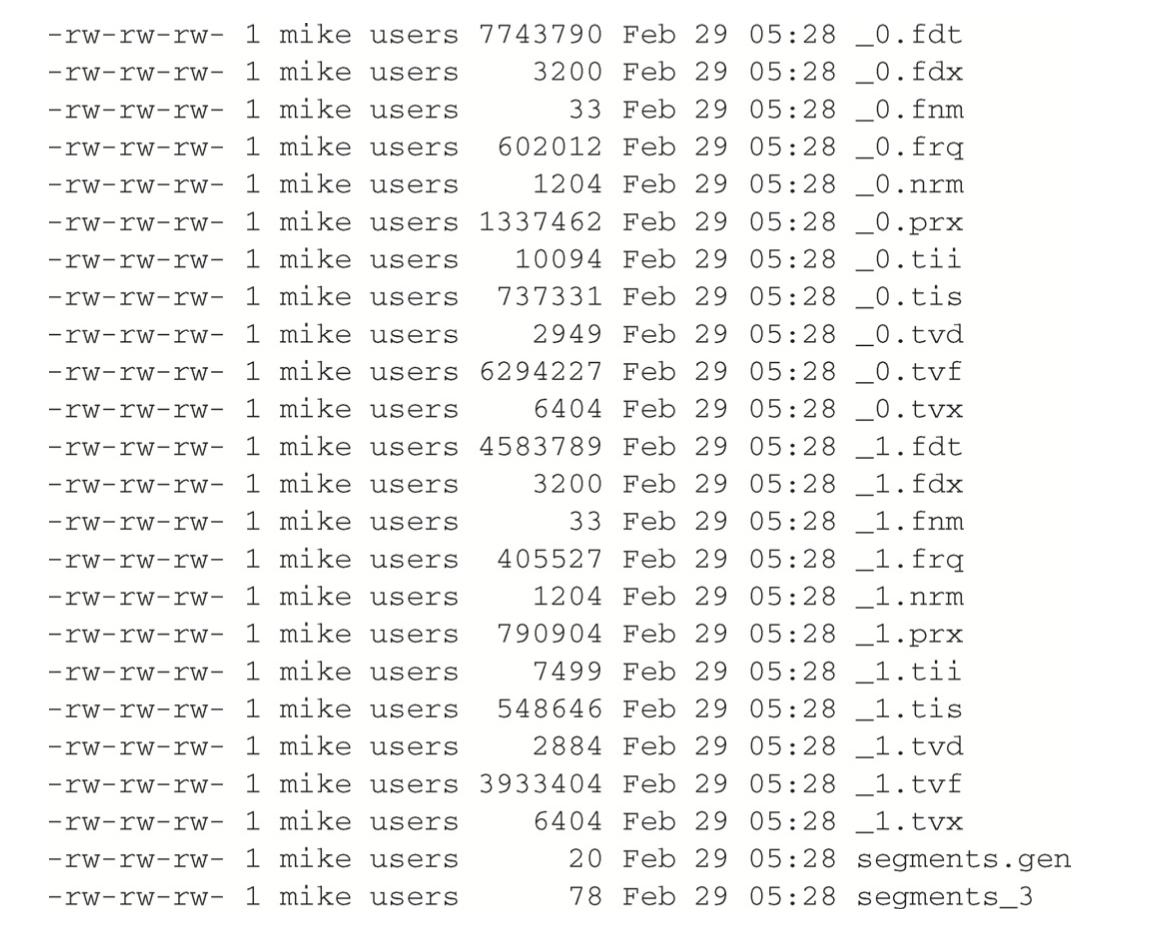 -rw-rw-rw- 1 mike users 7743790 Feb 29 05:28 _0.fdt
-rw-rw-rw- 1 mike users    3200 Feb 29 05:28 _0.fdx
-rw-rw-rw- 1 mike users      33 Feb 29 05:28 _0.fnm
-rw-rw-rw- 1 mike users  602012 Feb 29 05:28 _0.frq
-rw-rw-rw- 1 mike users    1204 Feb 29 05:28 _0.nrm
-rw-rw-rw- 1 mike users 1337462 Feb 29 05:28 _0.prx
-rw-rw-rw- 1 mike users   10094 Feb 29 05:28 _0.tii
-rw-rw-rw- 1 mike users  737331 Feb 29 05:28 _0.tis
-rw-rw-rw- 1 mike users    2949 Feb 29 05:28 _0.tvd
-rw-rw-rw- 1 mike users 6294227 Feb 29 05:28 _0.tvf
-rw-rw-rw- 1 mike users    6404 Feb 29 05:28 _0.tvx
-rw-rw-rw- 1 mike users 4583789 Feb 29 05:28 _1.fdt
-rw-rw-rw- 1 mike users    3200 Feb 29 05:28 _1.fdx
-rw-rw-rw- 1 mike users      33 Feb 29 05:28 _1.fnm
-rw-rw-rw- 1 mike users  405527 Feb 29 05:28 _1.frq
-rw-rw-rw- 1 mike users    1204 Feb 29 05:28 _1.nrm
-rw-rw-rw- 1 mike users  790904 Feb 29 05:28 _1.prx
-rw-rw-rw- 1 mike users    7499 Feb 29 05:28 _1.tii
-rw-rw-rw- 1 mike users  548646 Feb 29 05:28 _1.tis
-rw-rw-rw- 1 mike users    2884 Feb 29 05:28 _1.tvd
-rw-rw-rw- 1 mike users 3933404 Feb 29 05:28 _1.tvf
-rw-rw-rw- 1 mike users    6404 Feb 29 05:28 _1.tvx
-rw-rw-rw- 1 mike users      20 Feb 29 05:28 segments.gen
-rw-rw-rw- 1 mike users      78 Feb 29 05:28 segments_3